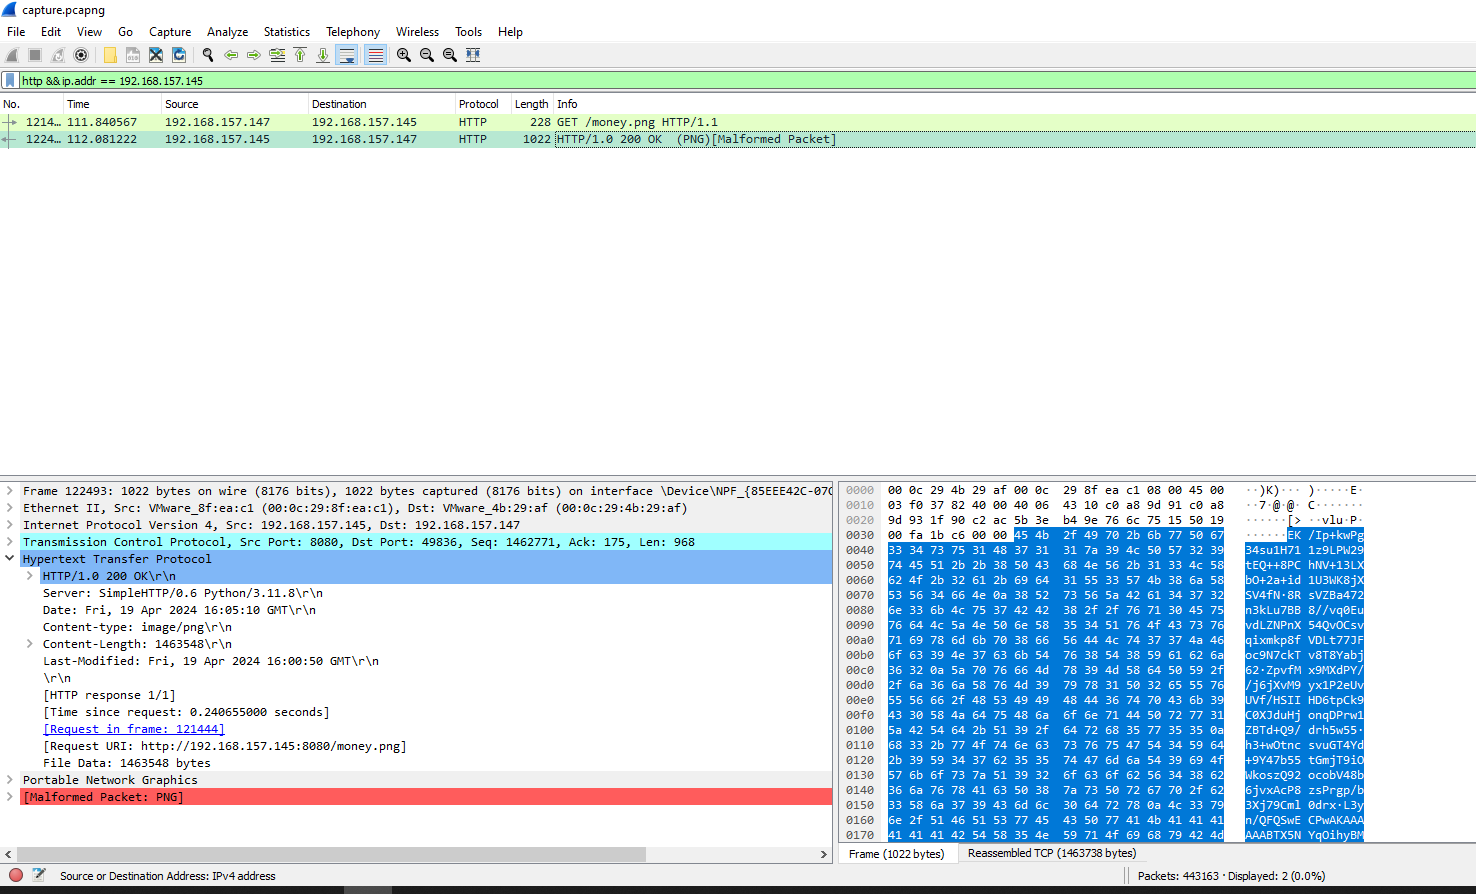 capture.pcapng
File Edit View Go Capture Analyze Statistics Telephony Wireless Tools Help
http && ip.addr == 192.168.157.145
No. Time Source Destination Protocol Length Info
1214… 111.840567 192.168.157.147 192.168.157.145 HTTP 228 GET /money.png HTTP/1.1
1224… 112.081222 192.168.157.145 192.168.157.147 HTTP 1022 HTTP/1.0 200 OK (PNG)[Malformed Packet]
Frame 122493: 1022 bytes on wire (8176 bits), 1022 bytes captured (8176 bits) on interface \Device\NPF_{85EEE42C-07C
Ethernet II, Src: VMware_8f:ea:c1 (00:0c:29:8f:ea:c1), Dst: VMware_4b:29:af (00:0c:29:4b:29:af)
Internet Protocol Version 4, Src: 192.168.157.145, Dst: 192.168.157.147
Transmission Control Protocol, Src Port: 8080, Dst Port: 49836, Seq: 1462771, Ack: 175, Len: 968
Hypertext Transfer Protocol
HTTP/1.0 200 OK\r\n
Server: SimpleHTTP/0.6 Python/3.11.8\r\n
Date: Fri, 19 Apr 2024 16:05:10 GMT\r\n
Content-type: image/png\r\n
Content-Length: 1463548\r\n
Last-Modified: Fri, 19 Apr 2024 16:00:50 GMT\r\n
\r\n
[HTTP response 1/1]
[Time since request: 0.240655000 seconds]
[Request in frame: 121444]
[Request URI: http://192.168.157.145:8080/money.png]
File Data: 1463548 bytes
Portable Network Graphics
[Malformed Packet: PNG]
0000 00 0c 29 4b 29 af 00 0c 29 8f ea c1 08 00 45 00 ··)K)··· )·····E·
0010 03 f0 37 82 40 00 40 06 43 10 c0 a8 9d 91 c0 a8 ··7·@·@· C·······
0020 9d 93 1f 90 c2 ac 5b 3e b4 9e 76 6c 75 15 50 19 ······[> ··vlu·P·
0030 00 fa 1b c6 00 00 45 4b 2f 49 70 2b 6b 77 50 67 ······EK /Ip+kwPg
0040 33 34 73 75 31 48 37 31 31 7a 39 4c 50 57 32 39 34su1H71 1z9LPW29
0050 74 45 51 2b 2b 38 50 43 68 4e 56 2b 31 33 4c 58 tEQ++8PC hNV+13LX
0060 62 4f 2b 32 61 2b 69 64 31 55 33 57 4b 38 6a 58 bO+2a+id 1U3WK8jX
0070 53 56 34 66 4e 0a 38 52 73 56 5a 42 61 34 37 32 SV4fN·8R sVZBa472
0080 6e 33 6b 4c 75 37 42 42 38 2f 2f 76 71 30 45 75 n3kLu7BB 8//vq0Eu
0090 76 64 4c 5a 4e 50 6e 58 35 34 51 76 4f 43 73 76 vdLZNPnX 54QvOCsv
00a0 71 69 78 6d 6b 70 38 66 56 44 4c 74 37 37 4a 46 qixmkp8f VDLt77JF
00b0 6f 63 39 4e 37 63 6b 54 76 38 54 38 59 61 62 6a oc9N7ckT v8T8Yabj
00c0 36 32 0a 5a 70 76 66 4d 78 39 4d 58 64 50 59 2f 62·ZpvfM x9MXdPY/
00d0 2f 6a 36 6a 58 76 4d 39 79 78 31 50 32 65 55 76 /j6jXvM9 yx1P2eUv
00e0 55 56 66 2f 48 53 49 49 48 44 36 74 70 43 6b 39 UVf/HSII HD6tpCk9
00f0 43 30 58 4a 64 75 48 6a 6f 6e 71 44 50 72 77 31 C0XJduHj onqDPrw1
0100 5a 42 54 64 2b 51 39 2f 64 72 68 35 77 35 35 0a ZBTd+Q9/ drh5w55·
0110 68 33 2b 77 4f 74 6e 63 73 76 75 47 54 34 59 64 h3+wOtnc svuGT4Yd
0120 2b 39 59 34 37 62 35 35 74 47 6d 6a 54 39 69 4f +9Y47b55 tGmjT9iO
0130 57 6b 6f 73 7a 51 39 32 6f 63 6f 62 56 34 38 62 WkoszQ92 ocobV48b
0140 36 6a 76 78 41 63 50 38 7a 73 50 72 67 70 2f 62 6jvxAcP8 zsPrgp/b
0150 33 58 6a 37 39 43 6d 6c 30 64 72 78 0a 4c 33 79 3Xj79Cml 0drx·L3y
0160 6e 2f 51 46 51 53 77 45 43 50 77 41 4b 41 41 41 n/QFQSwE CPwAKAAA
0170 41 41 41 42 54 58 35 4e 59 71 4f 69 68 79 42 4d AAABTX5N YqOihyBM
Frame (1022 bytes) Reassembled TCP (1463738 bytes)
Source or Destination Address: IPv4 address
Packets: 443163 · Displayed: 2 (0.0%)